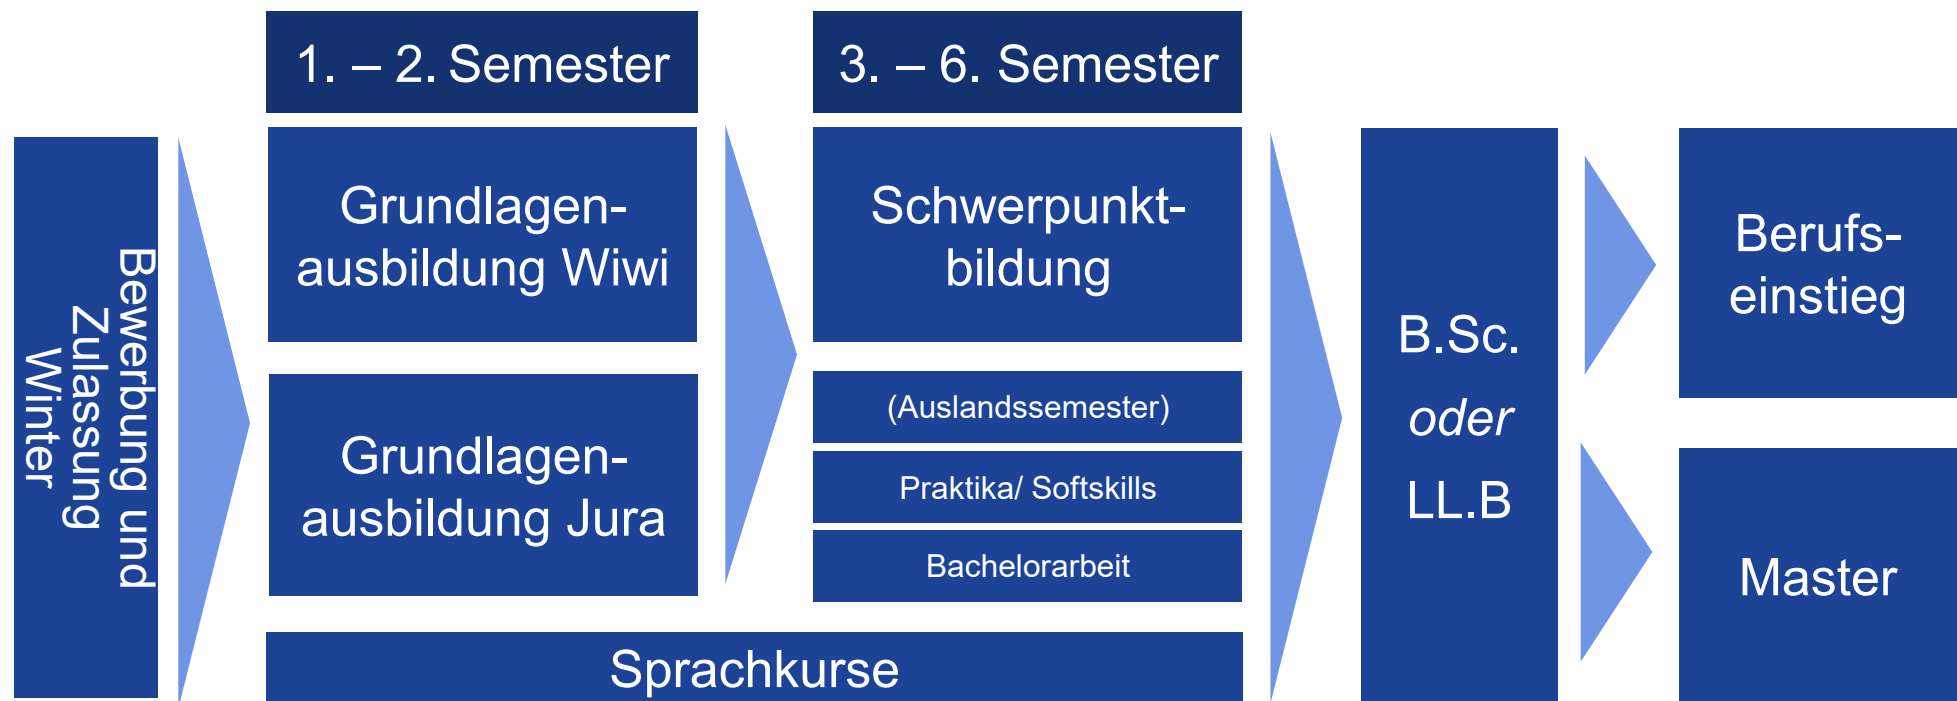 Bewerbung und
Zulassung
Winter
1. – 2. Semester
Grundlagen-
ausbildung Wiwi
Grundlagen-
ausbildung Jura
3. – 6. Semester
Schwerpunkt-
bildung
(Auslandssemester)
Praktika/ Softskills
Bachelorarbeit
Sprachkurse
B.Sc.
oder
LL.B
Berufs-
einstieg
Master